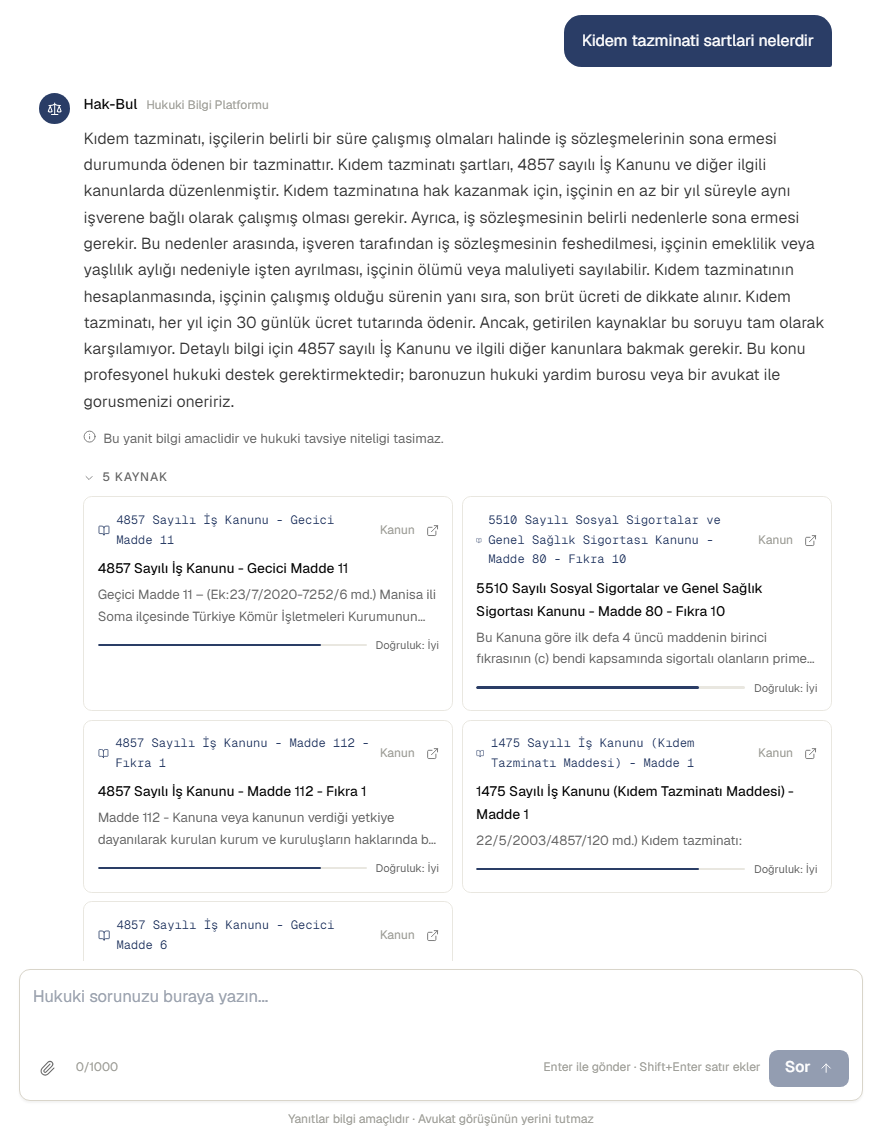 Kidem tazminati sartlari nelerdir
Hak-Bul Hukuki Bilgi Platformu
Kıdem tazminatı, işçilerin belirli bir süre çalışmış olmaları halinde iş sözleşmelerinin sona ermesi
durumunda ödenen bir tazminattır. Kıdem tazminatı şartları, 4857 sayılı İş Kanunu ve diğer ilgili
kanunlarda düzenlenmiştir. Kıdem tazminatına hak kazanmak için, işçinin en az bir yıl süreyle aynı
işverene bağlı olarak çalışmış olması gerekir. Ayrıca, iş sözleşmesinin belirli nedenlerle sona ermesi
gerekir. Bu nedenler arasında, işveren tarafından iş sözleşmesinin feshedilmesi, işçinin emeklilik veya
yaşlılık aylığı nedeniyle işten ayrılması, işçinin ölümü veya maluliyeti sayılabilir. Kıdem tazminatının
hesaplanmasında, işçinin çalışmış olduğu sürenin yanı sıra, son brüt ücreti de dikkate alınır. Kıdem
tazminatı, her yıl için 30 günlük ücret tutarında ödenir. Ancak, getirilen kaynaklar bu soruyu tam olarak
karşılamıyor. Detaylı bilgi için 4857 sayılı İş Kanunu ve ilgili diğer kanunlara bakmak gerekir. Bu konu
profesyonel hukuki destek gerektirmektedir; baronuzun hukuki yardim burosu veya bir avukat ile
gorusmenizi oneririz.
Bu yanit bilgi amaclidir ve hukuki tavsiye niteligi tasimaz.
5 KAYNAK
4857 Sayılı İş Kanunu - Gecici
Madde 11
Kanun
4857 Sayılı İş Kanunu - Gecici Madde 11
Geçici Madde 11 – (Ek:23/7/2020-7252/6 md.) Manisa ili
Soma ilçesinde Türkiye Kömür İşletmeleri Kurumunun…
Doğruluk: İyi
5510 Sayılı Sosyal Sigortalar ve
Genel Sağlık Sigortası Kanunu -
Madde 80 - Fıkra 10
Kanun
5510 Sayılı Sosyal Sigortalar ve Genel Sağlık
Sigortası Kanunu - Madde 80 - Fıkra 10
Bu Kanuna göre ilk defa 4 üncü maddenin birinci
fıkrasının (c) bendi kapsamında sigortalı olanların prime…
Doğruluk: İyi
4857 Sayılı İş Kanunu - Madde 112 -
Fıkra 1
Kanun
4857 Sayılı İş Kanunu - Madde 112 - Fıkra 1
Madde 112 - Kanuna veya kanunun verdiği yetkiye
dayanılarak kurulan kurum ve kuruluşların haklarında b…
Doğruluk: İyi
1475 Sayılı İş Kanunu (Kıdem
Tazminatı Maddesi) - Madde 1
Kanun
1475 Sayılı İş Kanunu (Kıdem Tazminatı Maddesi) -
Madde 1
22/5/2003/4857/120 md.) Kıdem tazminatı:
Doğruluk: İyi
4857 Sayılı İş Kanunu - Gecici
Madde 6
Kanun
Hukuki sorunuzu buraya yazın…
0/1000
Enter ile gönder · Shift+Enter satır ekler
Sor
Yanıtlar bilgi amaçlıdır · Avukat görüşünün yerini tutmaz